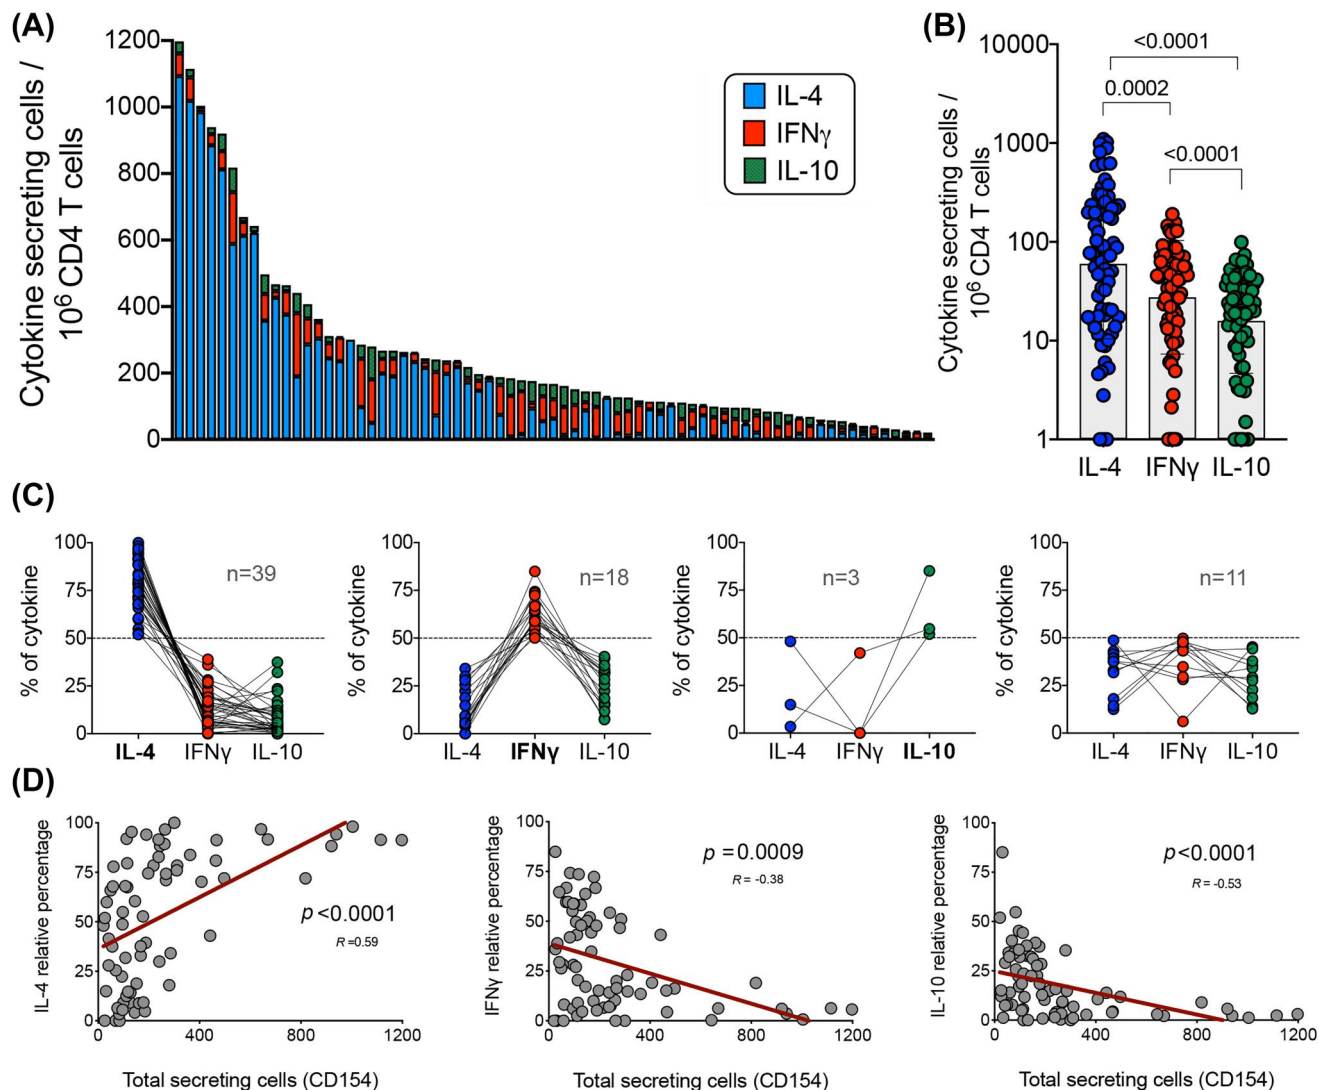 (A)
Cytokine secreting cells /
10⁶ CD4 T cells
1200
1000
800
600
400
200
0
IL-4
IFNγ
IL-10
(B)
Cytokine secreting cells /
10⁶ CD4 T cells
10000
1000
100
10
1
<0.0001
0.0002
<0.0001
IL-4 IFNγ IL-10
(C)
% of cytokine
100
75
50
25
0
n=39
IL-4 IFNγ IL-10
% of cytokine
100
75
50
25
0
n=18
IL-4 IFNγ IL-10
% of cytokine
100
75
50
25
0
n=3
IL-4 IFNγ IL-10
% of cytokine
100
75
50
25
0
n=11
IL-4 IFNγ IL-10
(D)
IL-4 relative percentage
100
75
50
25
0
p<0.0001
R=0.59
0 400 800 1200
Total secreting cells (CD154)
IFNγ relative percentage
100
75
50
25
0
p=0.0009
R= -0.38
0 400 800 1200
Total secreting cells (CD154)
IL-10 relative percentage
100
75
50
25
0
p<0.0001
R= -0.53
0 400 800 1200
Total secreting cells (CD154)